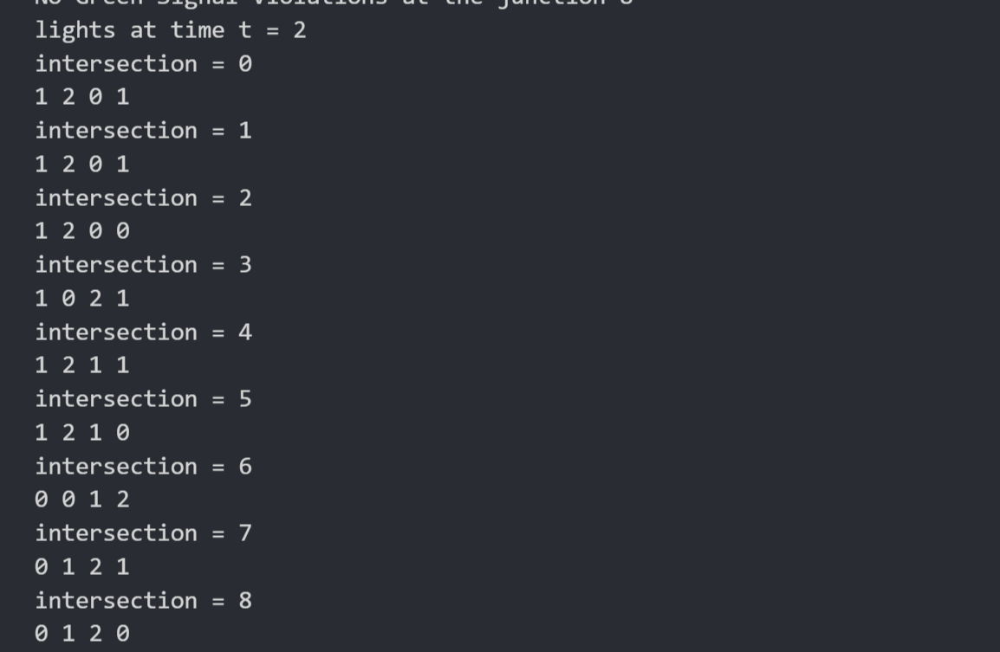 No Green Signal violations at the junction 8
lights at time t = 2
intersection = 0
1 2 0 1
intersection = 1
1 2 0 1
intersection = 2
1 2 0 0
intersection = 3
1 0 2 1
intersection = 4
1 2 1 1
intersection = 5
1 2 1 0
intersection = 6
0 0 1 2
intersection = 7
0 1 2 1
intersection = 8
0 1 2 0